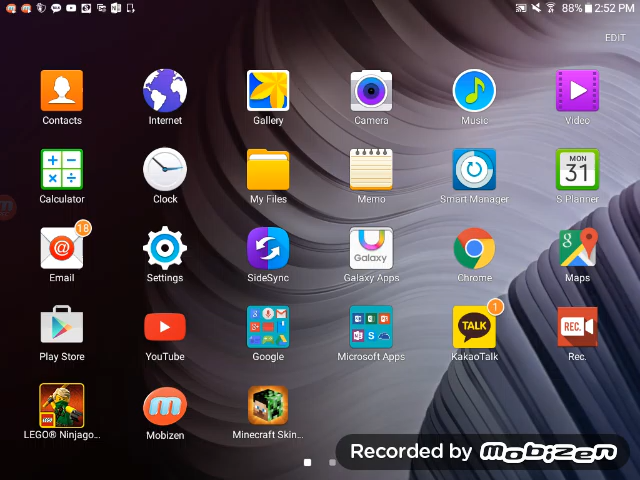 88% 2:52 PM
EDIT
Contacts Internet Gallery Camera Music Video
MON
31
Calculator Clock My Files Memo Smart Manager S Planner
18
@
Galaxy
8
Email Settings SideSync Galaxy Apps Chrome Maps
1
TALK
REC.
Play Store YouTube Google Microsoft Apps KakaoTalk Rec.
LEGO
m
LEGO® Ninjago... Mobizen Minecraft Skin...
Recorded by Mobizen